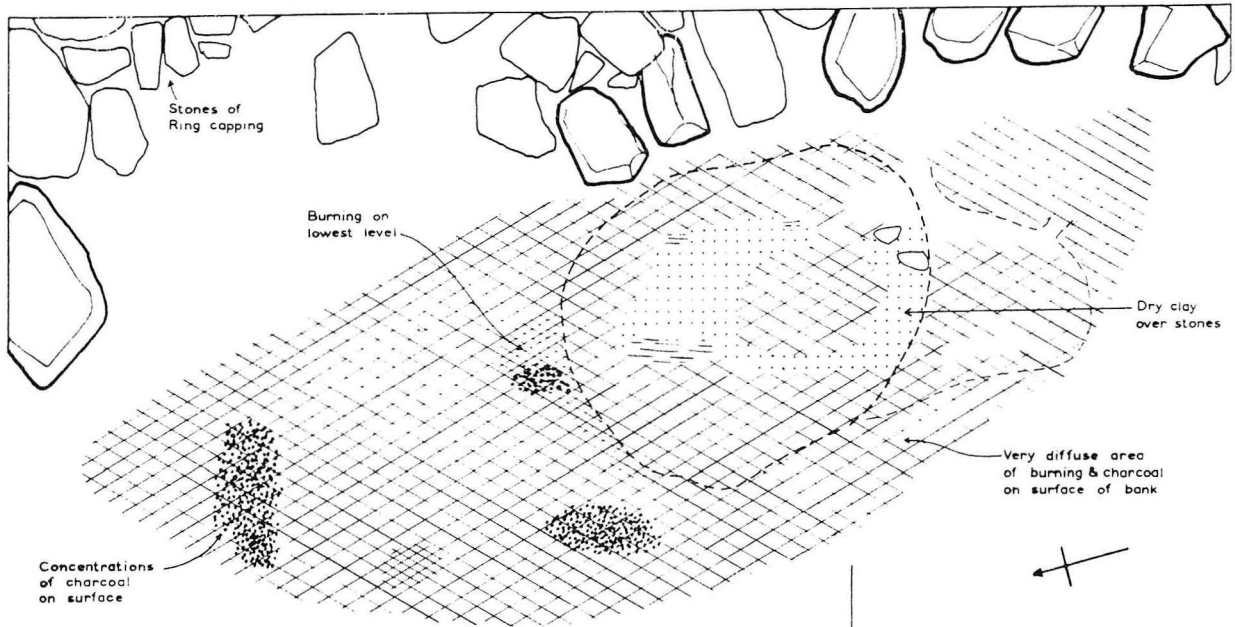 Stones of
Ring capping
Burning on
lowest level
Dry clay
over stones
Very diffuse area
of burning & charcoal
on surface of bank
Concentrations
of charcoal
on surface